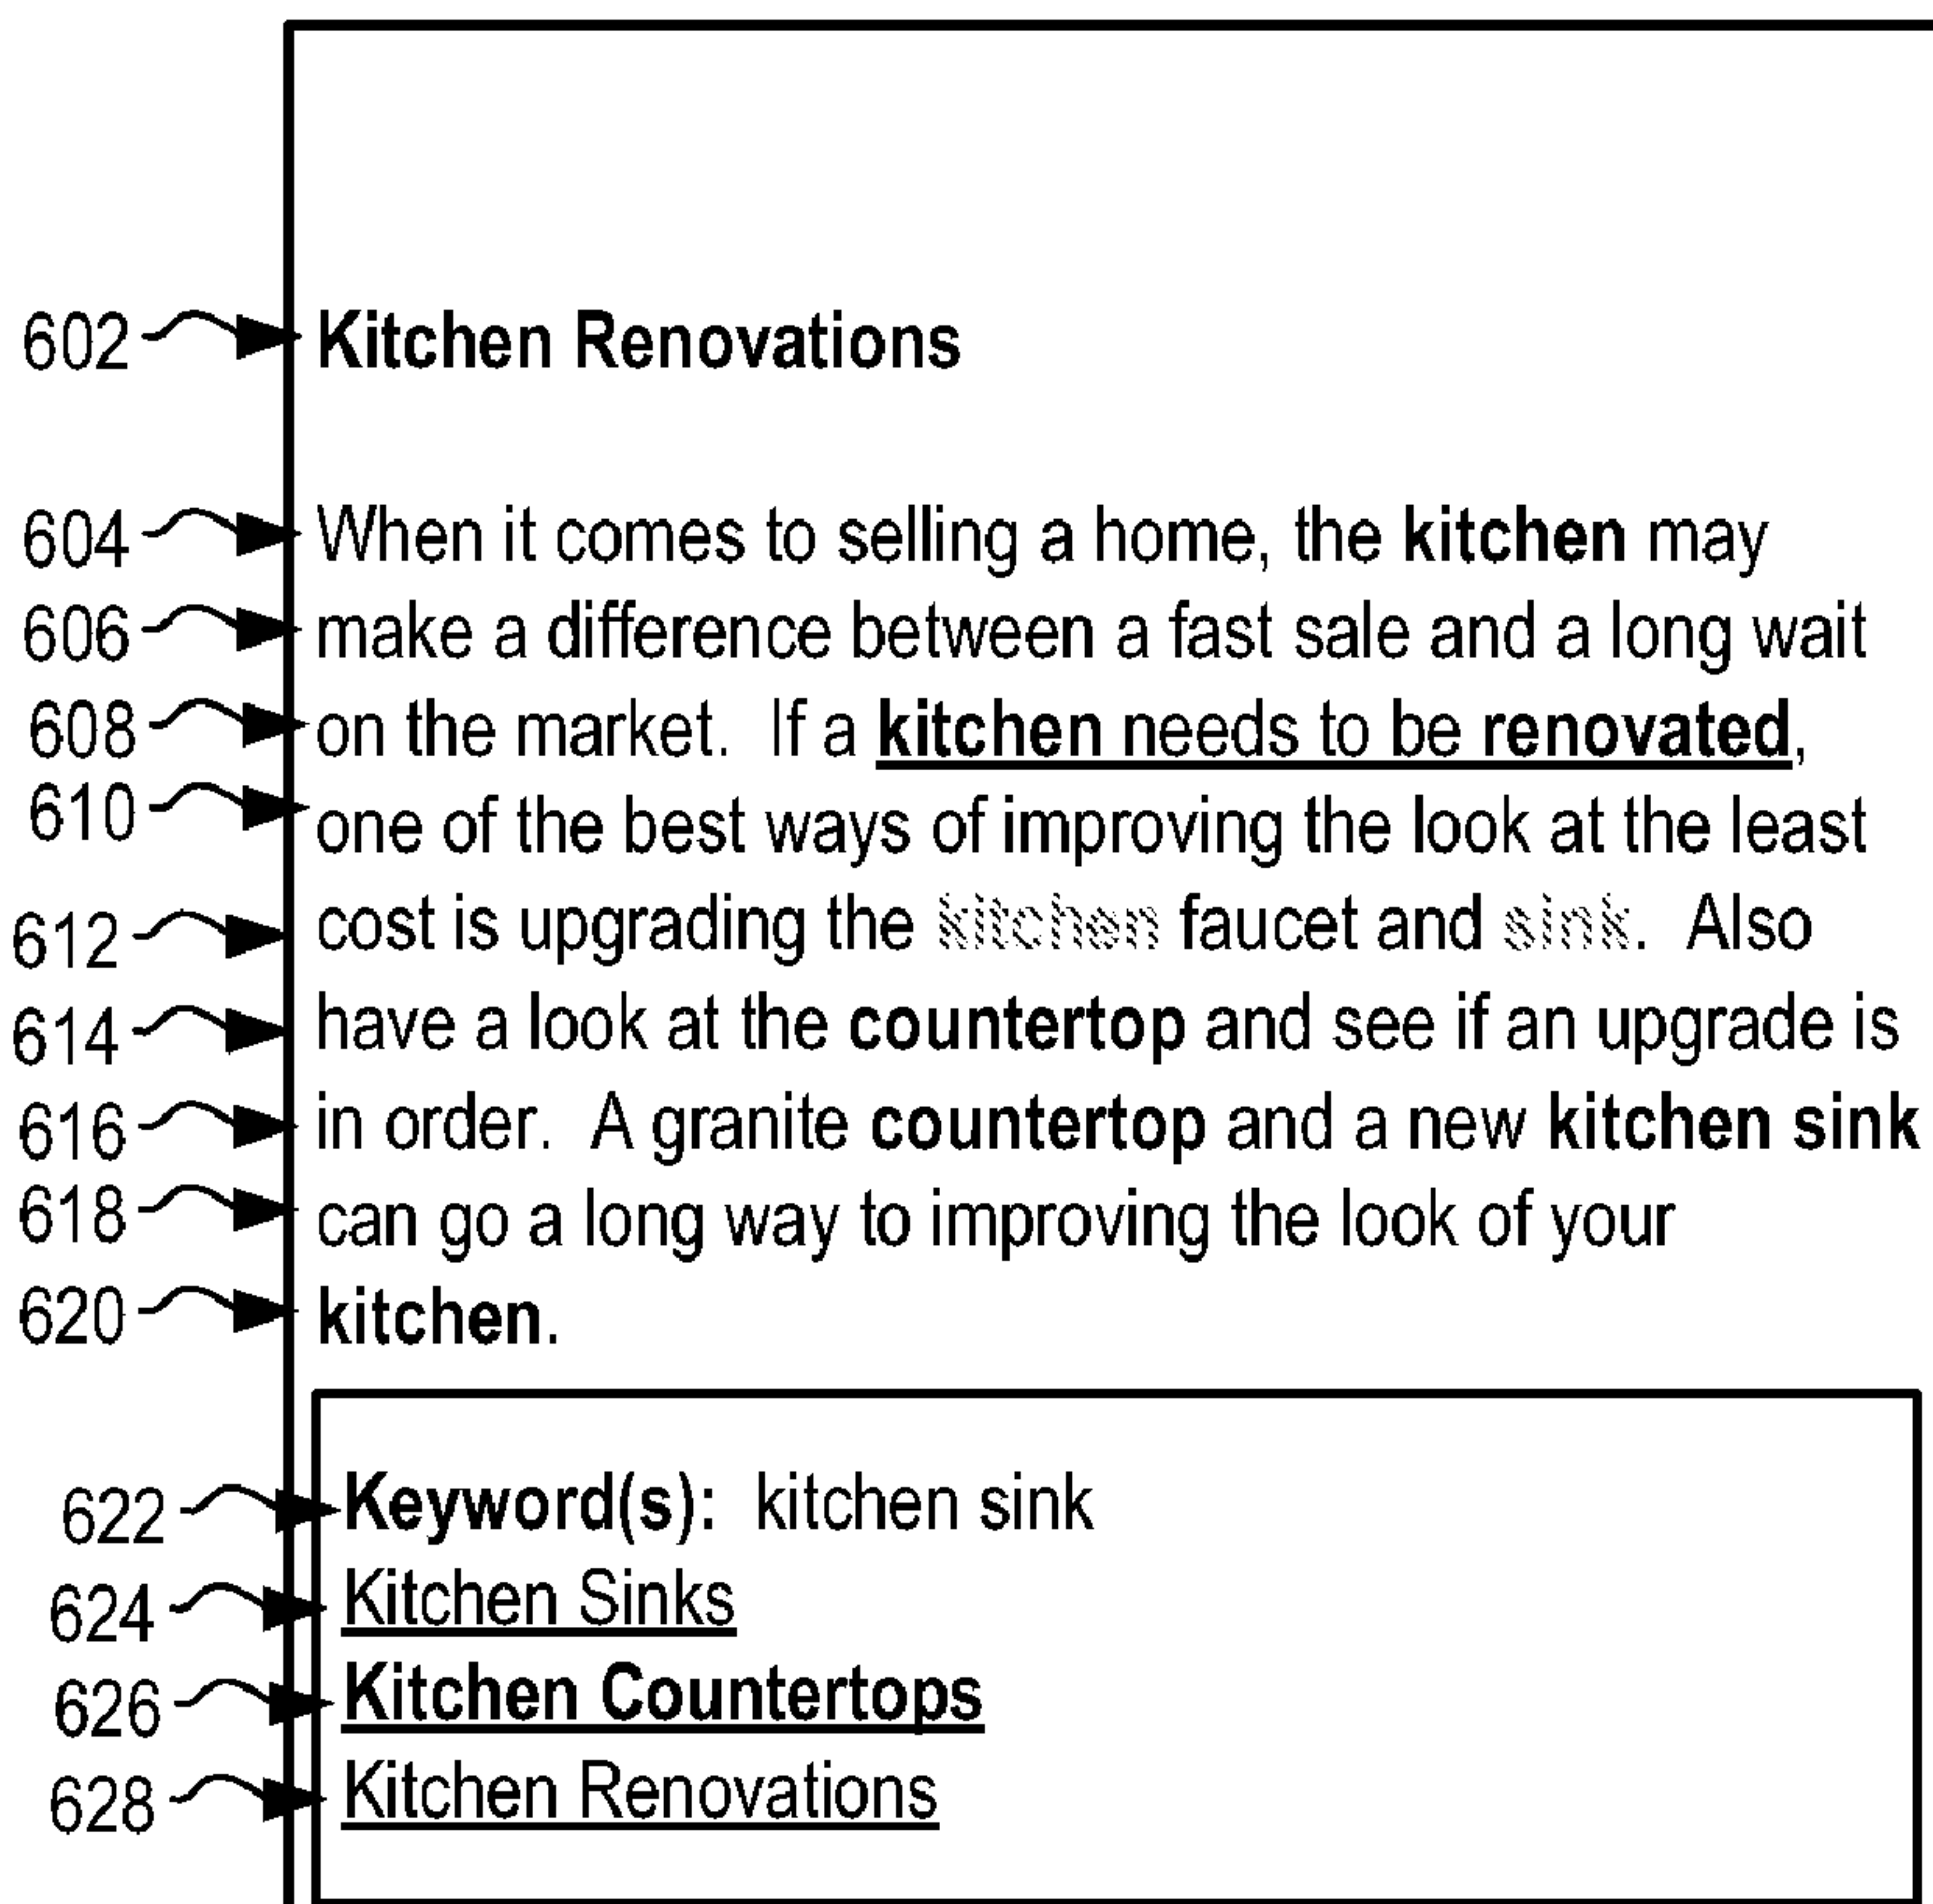 602 Kitchen Renovations
604 When it comes to selling a home, the kitchen may
606 make a difference between a fast sale and a long wait
608 on the market. If a kitchen needs to be renovated,
610 one of the best ways of improving the look at the least
612 cost is upgrading the kitchen faucet and sink. Also
614 have a look at the countertop and see if an upgrade is
616 in order. A granite countertop and a new kitchen sink
618 can go a long way to improving the look of your
620 kitchen.
622 Keyword(s): kitchen sink
624 Kitchen Sinks
626 Kitchen Countertops
628 Kitchen Renovations